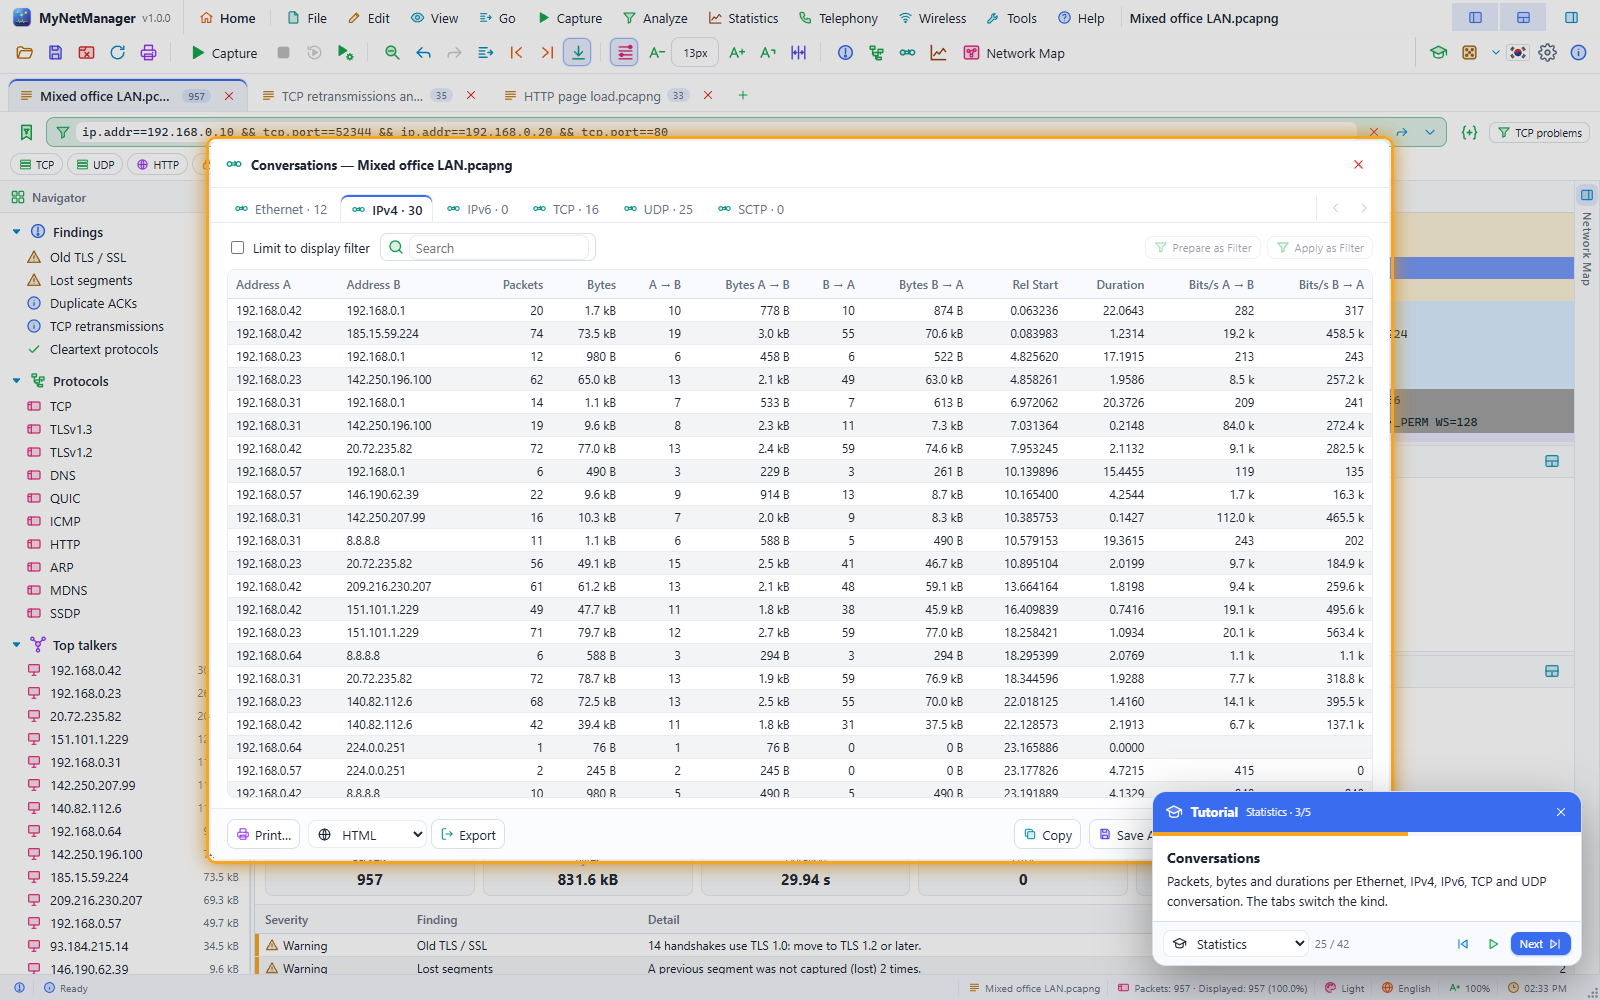 MyNetManager v1.0.0 Home File Edit View Go Capture Analyze Statistics Telephony Wireless Tools Help Mixed office LAN.pcapng
Capture A− 13px A+ Network Map
Mixed office LAN.pc... 957 TCP retransmissions an... 35 HTTP page load.pcapng 33
ip.addr==192.168.0.10 && tcp.port==52344 && ip.addr==192.168.0.20 && tcp.port==80 TCP problems
TCP UDP HTTP
Conversations — Mixed office LAN.pcapng
Ethernet · 12 IPv4 · 30 IPv6 · 0 TCP · 16 UDP · 25 SCTP · 0
Limit to display filter Search Prepare as Filter Apply as Filter
Address A Address B Packets Bytes A → B Bytes A → B B → A Bytes B → A Rel Start Duration Bits/s A → B Bits/s B → A
192.168.0.42 192.168.0.1 20 1.7 kB 10 778 B 10 874 B 0.063236 22.0643 282 317
192.168.0.42 185.15.59.224 74 73.5 kB 19 3.0 kB 55 70.6 kB 0.083983 1.2314 19.2 k 458.5 k
192.168.0.23 192.168.0.1 12 980 B 6 458 B 6 522 B 4.825620 17.1915 213 243
192.168.0.23 142.250.196.100 62 65.0 kB 13 2.1 kB 49 63.0 kB 4.858261 1.9586 8.5 k 257.2 k
192.168.0.31 192.168.0.1 14 1.1 kB 7 533 B 7 613 B 6.972062 20.3726 209 241
192.168.0.31 142.250.196.100 19 9.6 kB 8 2.3 kB 11 7.3 kB 7.031364 0.2148 84.0 k 272.4 k
192.168.0.42 20.72.235.82 72 77.0 kB 13 2.4 kB 59 74.6 kB 7.953245 2.1132 9.1 k 282.5 k
192.168.0.57 192.168.0.1 6 490 B 3 229 B 3 261 B 10.139896 15.4455 119 135
192.168.0.57 146.190.62.39 22 9.6 kB 9 914 B 13 8.7 kB 10.165400 4.2544 1.7 k 16.3 k
192.168.0.31 142.250.207.99 16 10.3 kB 7 2.0 kB 9 8.3 kB 10.385753 0.1427 112.0 k 465.5 k
192.168.0.31 8.8.8.8 11 1.1 kB 6 588 B 5 490 B 10.579153 19.3615 243 202
192.168.0.23 20.72.235.82 56 49.1 kB 15 2.5 kB 41 46.7 kB 10.895104 2.0199 9.7 k 184.9 k
192.168.0.42 209.216.230.207 61 61.2 kB 13 2.1 kB 48 59.1 kB 13.664164 1.8198 9.4 k 259.6 k
192.168.0.42 151.101.1.229 49 47.7 kB 11 1.8 kB 38 45.9 kB 16.409839 0.7416 19.1 k 495.6 k
192.168.0.23 151.101.1.229 71 79.7 kB 12 2.7 kB 59 77.0 kB 18.258421 1.0934 20.1 k 563.4 k
192.168.0.64 8.8.8.8 6 588 B 3 294 B 3 294 B 18.295399 2.0769 1.1 k 1.1 k
192.168.0.31 20.72.235.82 72 78.7 kB 13 1.9 kB 59 76.9 kB 18.344596 1.9288 7.7 k 318.8 k
192.168.0.23 140.82.112.6 68 72.5 kB 13 2.5 kB 55 70.0 kB 22.018125 1.4160 14.1 k 395.5 k
192.168.0.42 140.82.112.6 42 39.4 kB 11 1.8 kB 31 37.5 kB 22.128573 2.1913 6.7 k 137.1 k
192.168.0.64 224.0.0.251 1 76 B 1 76 B 0 0 B 23.165886 0.0000
192.168.0.57 224.0.0.251 2 245 B 2 245 B 0 0 B 23.177826 4.7215 415 0
192.168.0.42 8.8.8.8 10 980 B 5 490 B 5 490 B 23.191889 4.1329
Print... HTML Export Copy Save
Navigator
Findings
Old TLS / SSL
Lost segments
Duplicate ACKs
TCP retransmissions
Cleartext protocols
Protocols
TCP
TLSv1.3
TLSv1.2
DNS
QUIC
ICMP
HTTP
ARP
MDNS
SSDP
Top talkers
192.168.0.42
192.168.0.23
20.72.235.82
151.101.1.229
192.168.0.31
142.250.207.99
140.82.112.6
192.168.0.64
142.250.196.100
185.15.59.224 73.5 kB
209.216.230.207 69.3 kB
192.168.0.57 49.7 kB
93.184.215.14 34.5 kB
146.190.62.39 9.6 kB
Network Map
24
6
_PERM WS=128
957 831.6 kB 29.94 s 0
Severity Finding Detail
Warning Old TLS / SSL 14 handshakes use TLS 1.0: move to TLS 1.2 or later.
Warning Lost segments A previous segment was not captured (lost) 2 times. 2
Tutorial Statistics · 3/5
Conversations
Packets, bytes and durations per Ethernet, IPv4, IPv6, TCP and UDP
conversation. The tabs switch the kind.
Statistics 25 / 42 Next
Ready Mixed office LAN.pcapng Packets: 957 · Displayed: 957 (100.0%) Light English 100% 02:33 PM